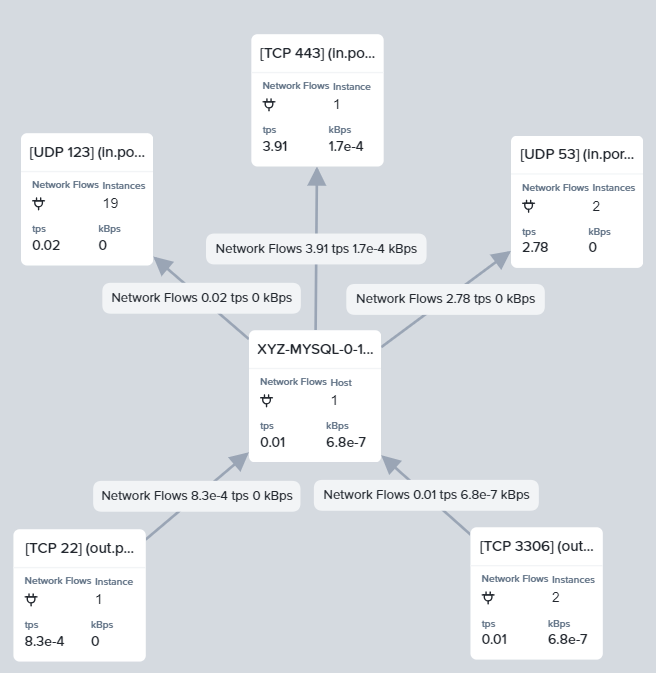 [TCP 443] (in.po...
Network Flows Instance
1
tps kBps
3.91 1.7e-4
[UDP 123] (in.po...
Network Flows Instances
19
tps kBps
0.02 0
[UDP 53] (in.por...
Network Flows Instances
2
tps kBps
2.78 0
Network Flows 3.91 tps 1.7e-4 kBps
Network Flows 0.02 tps 0 kBps
Network Flows 2.78 tps 0 kBps
XYZ-MYSQL-0-1...
Network Flows Host
1
tps kBps
0.01 6.8e-7
Network Flows 8.3e-4 tps 0 kBps
Network Flows 0.01 tps 6.8e-7 kBps
[TCP 22] (out.p...
Network Flows Instance
1
tps kBps
8.3e-4 0
[TCP 3306] (out...
Network Flows Instances
2
tps kBps
0.01 6.8e-7